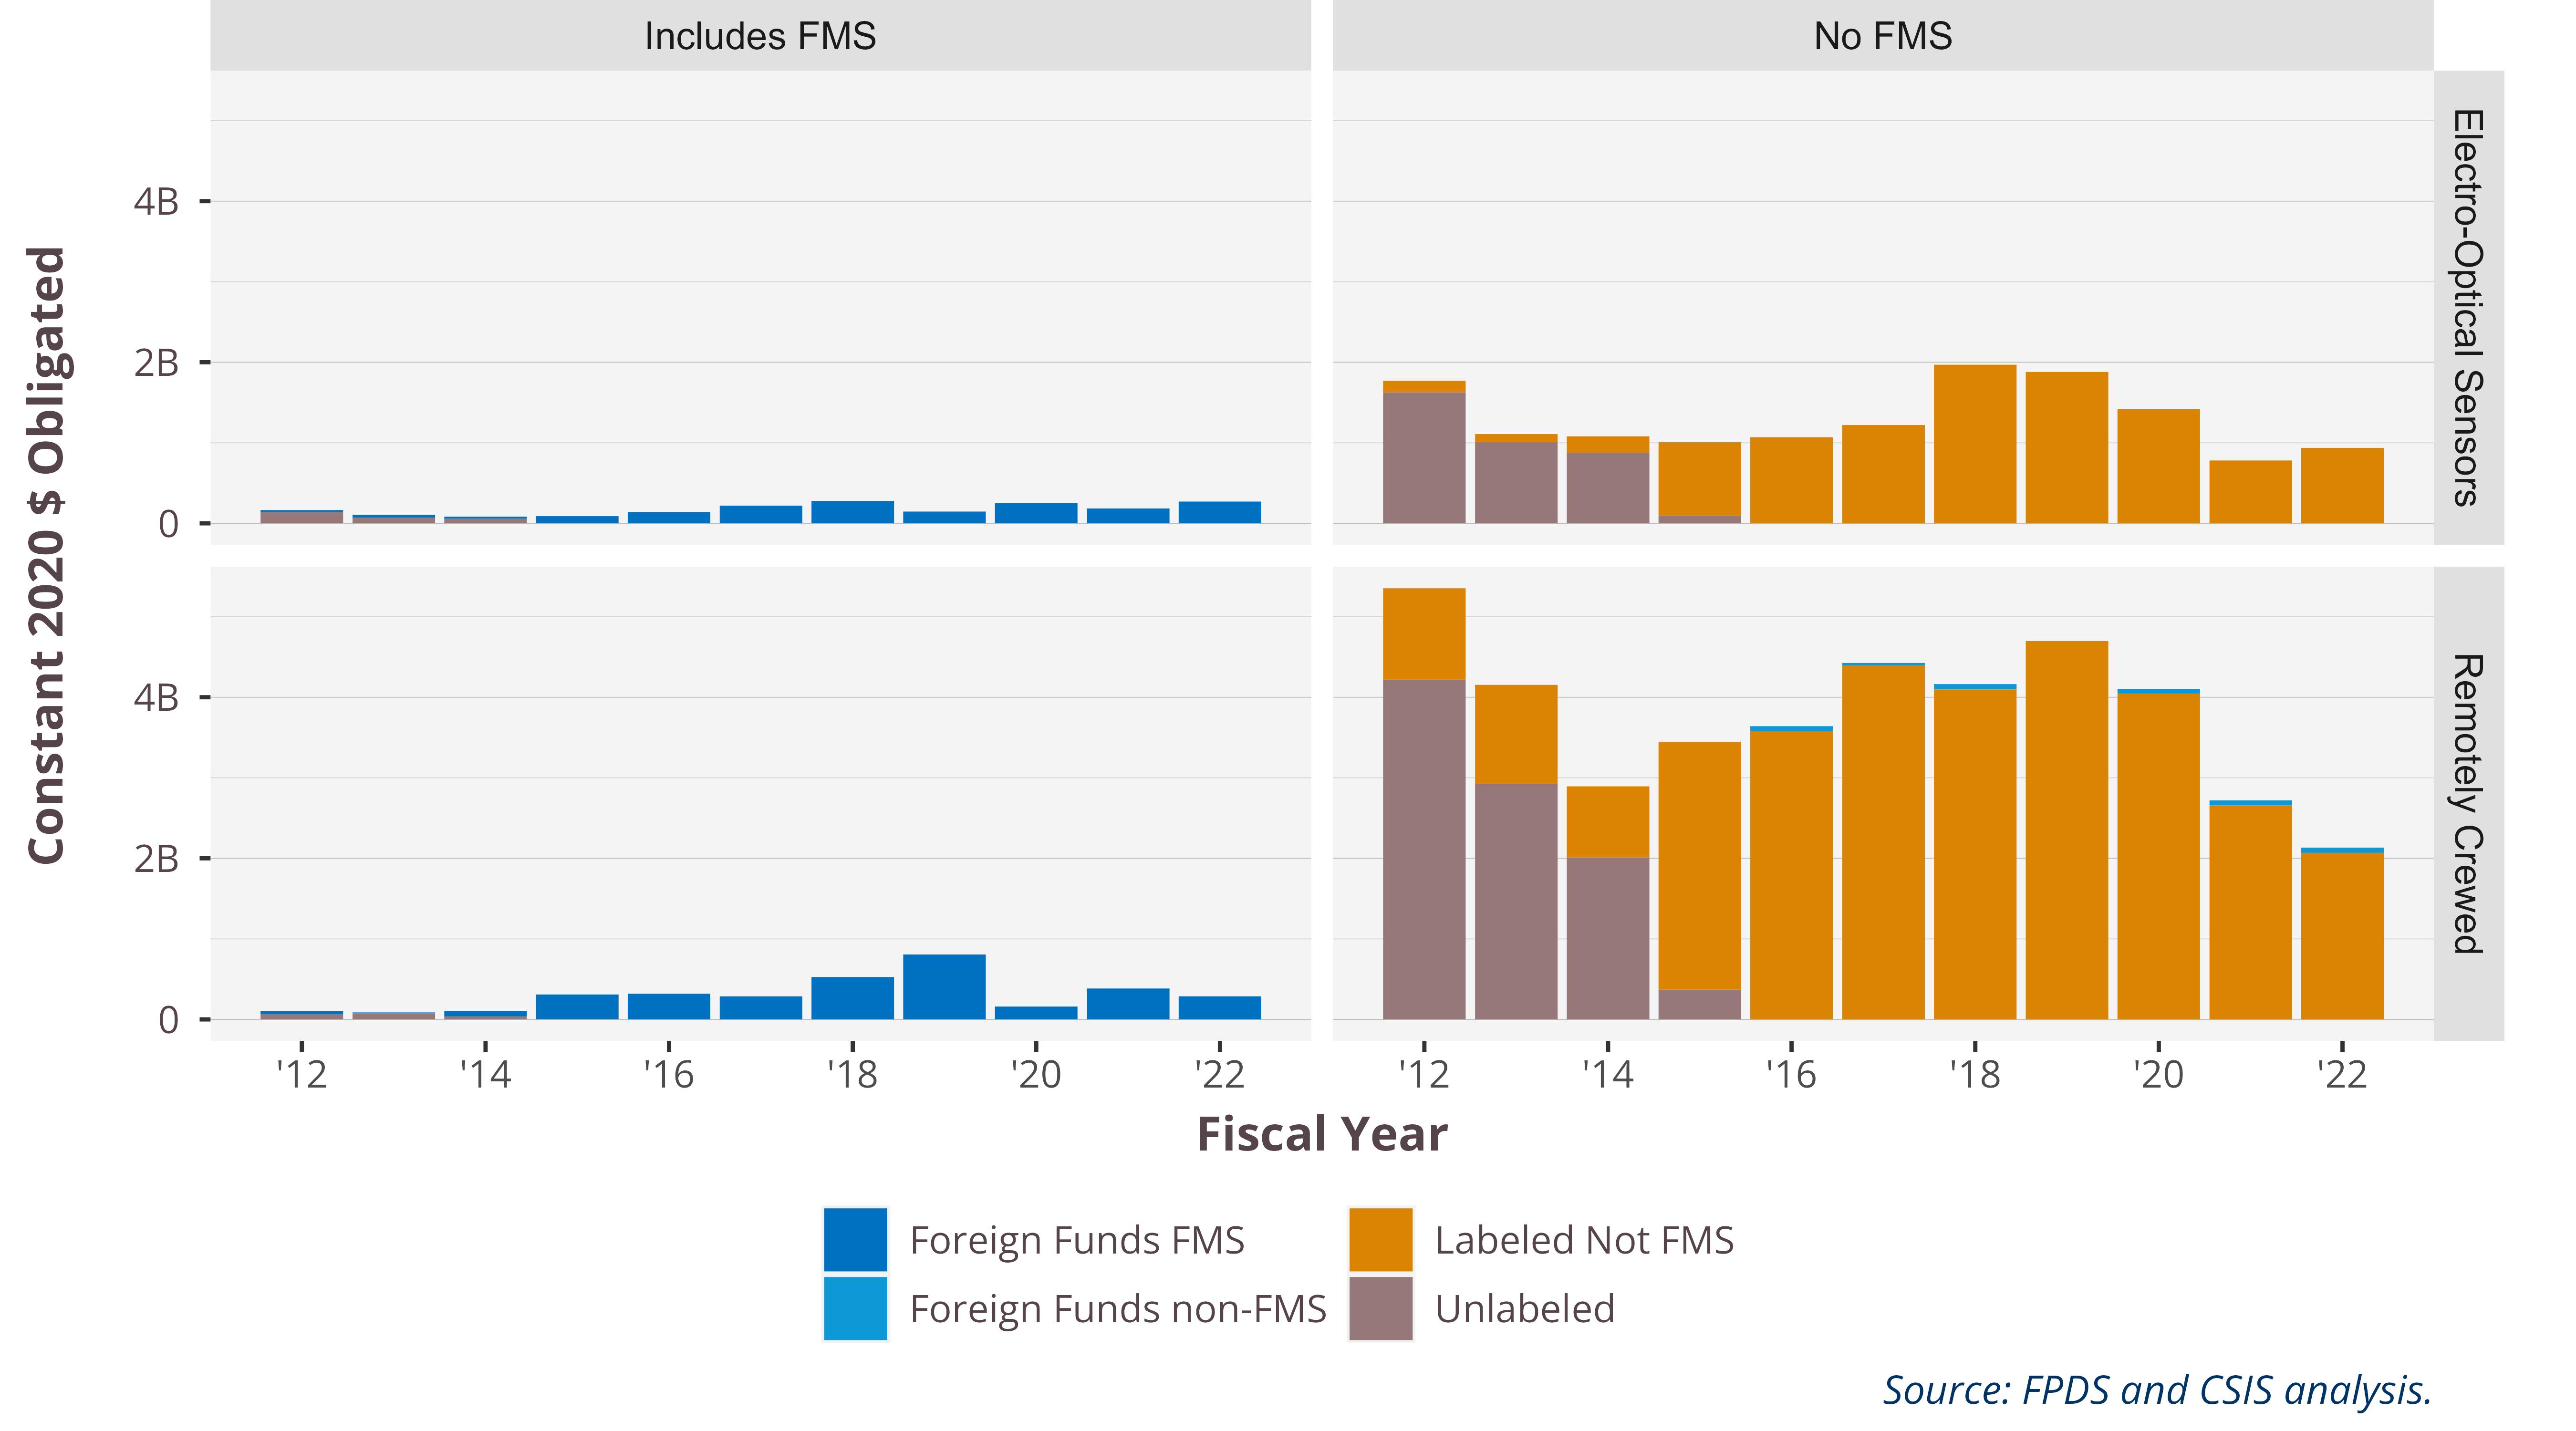 Includes FMS
No FMS
Electro-Optical Sensors
Remotely Crewed
Constant 2020 $ Obligated
4B
2B
0
4B
2B
0
'12 '14 '16 '18 '20 '22
'12 '14 '16 '18 '20 '22
Fiscal Year
Foreign Funds FMS
Labeled Not FMS
Foreign Funds non-FMS
Unlabeled
Source: FPDS and CSIS analysis.